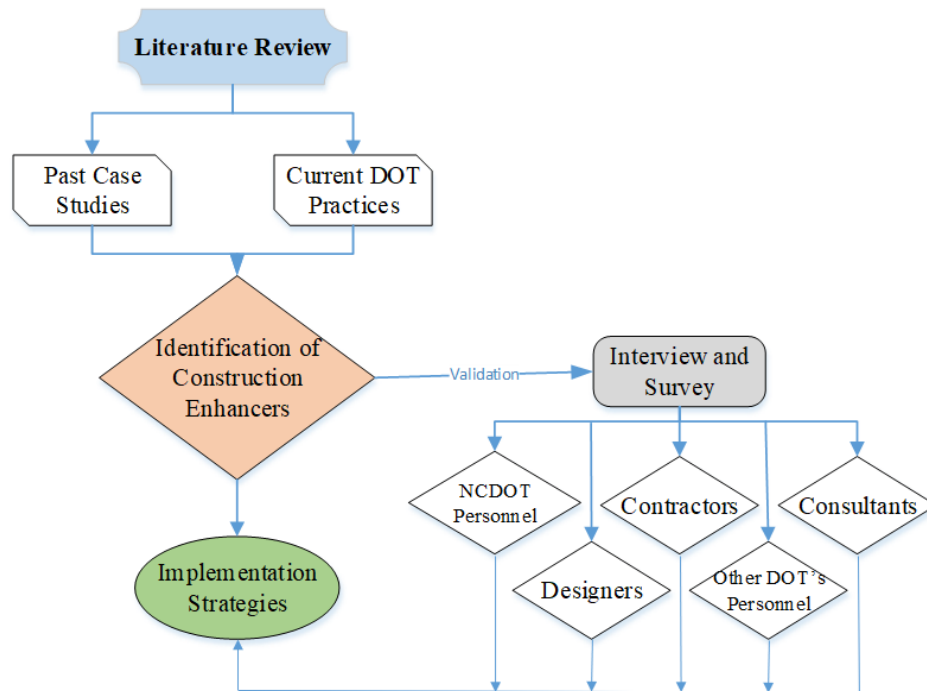 Literature Review
Past Case
Studies
Current DOT
Practices
Identification of
Construction
Enhancers
Validation
Interview and
Survey
NCDOT
Personnel
Contractors
Consultants
Designers
Other DOT’s
Personnel
Implementation
Strategies